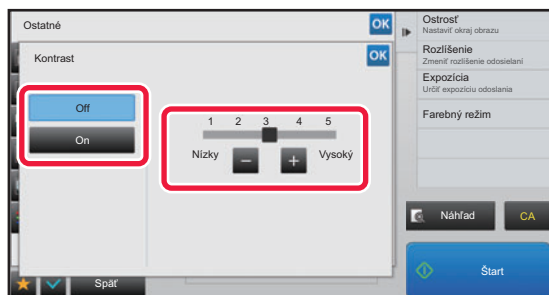 Ostatné
OK
Kontrast
OK
Off
On
1 2 3 4 5
Nízky
Vysoký
Späť
Ostrosť
Nastaviť okraj obrazu
Rozlíšenie
Zmeniť rozlíšenie odosielaní
Expozícia
Určiť expozíciu odoslania
Farebný režim
Náhľad
CA
Štart